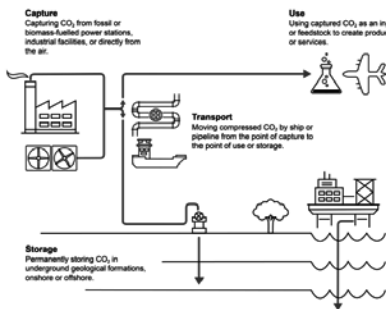 Capture
Capturing CO₂ from fossil or
biomass-fuelled power stations,
industrial facilities, or directly from
the air.
Use
Using captured CO₂ as an in
or feedstock to create produc
or services.
Transport
Moving compressed CO₂ by ship or
pipeline from the point of capture to
the point of use or storage.
Storage
Permanently storing CO₂ in
underground geological formations,
onshore or offshore.